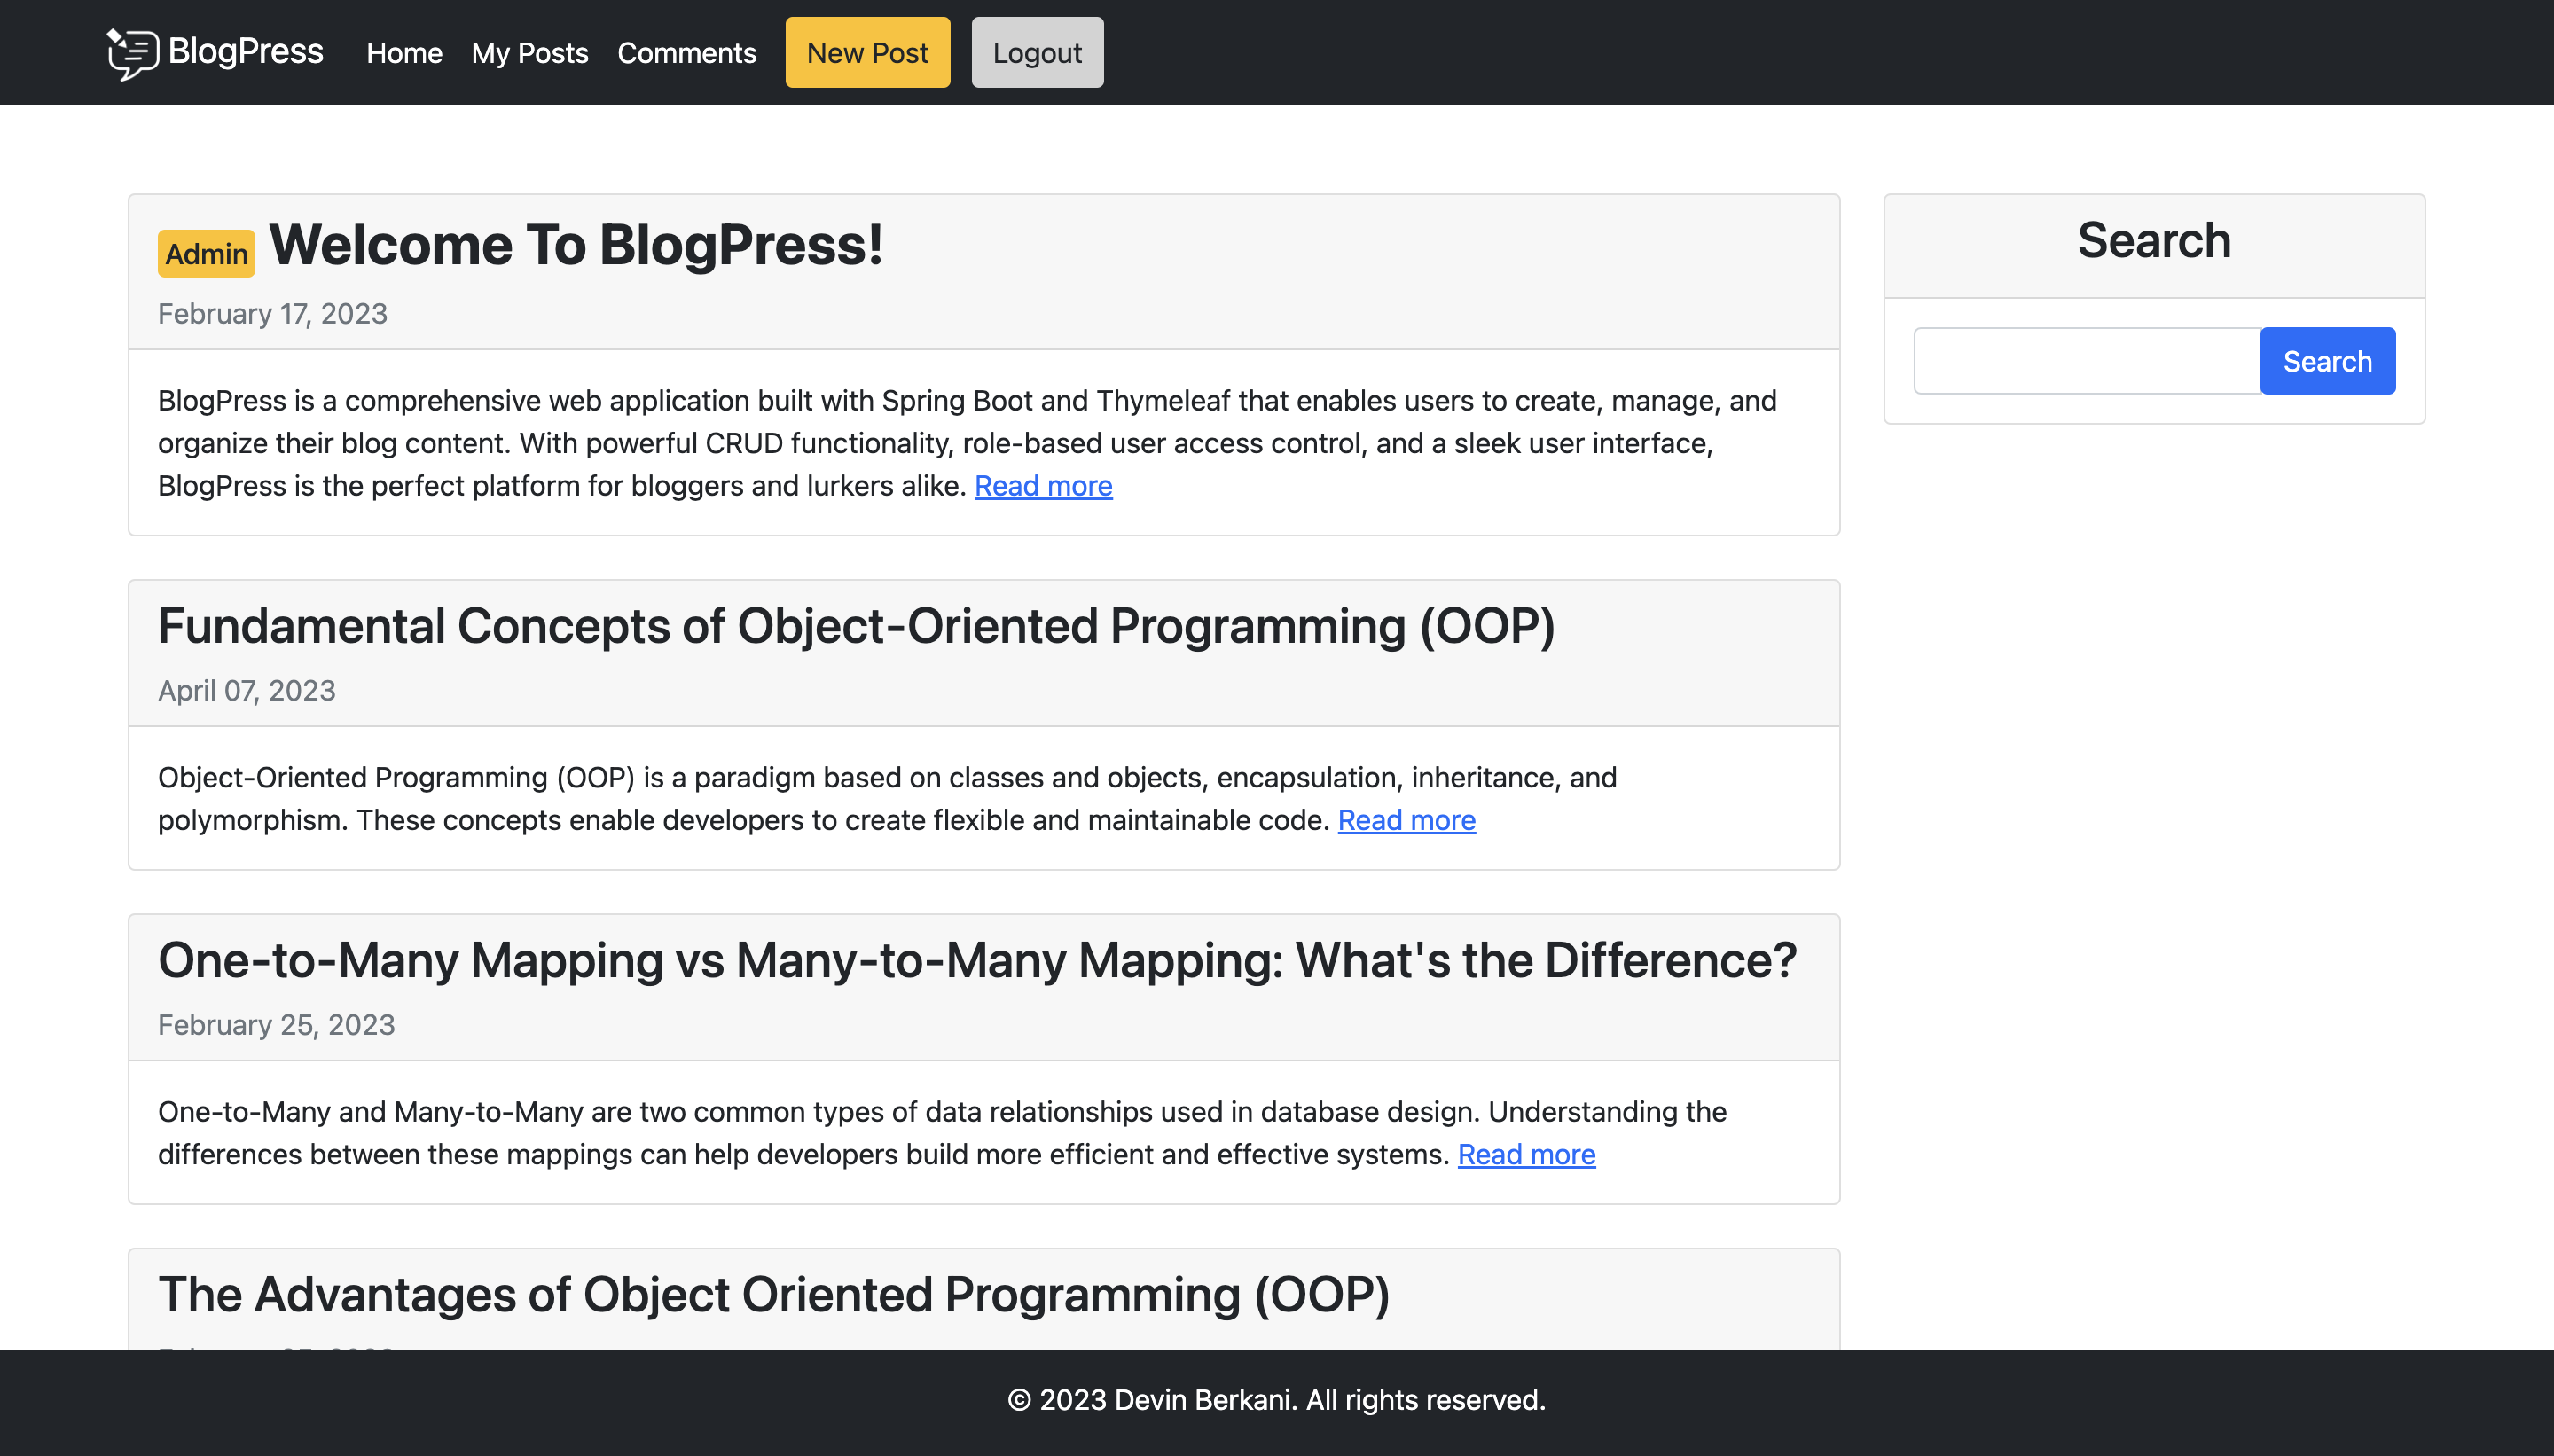 BlogPress Home My Posts Comments New Post Logout
Admin Welcome To BlogPress!
February 17, 2023
BlogPress is a comprehensive web application built with Spring Boot and Thymeleaf that enables users to create, manage, and
organize their blog content. With powerful CRUD functionality, role-based user access control, and a sleek user interface,
BlogPress is the perfect platform for bloggers and lurkers alike. Read more
Fundamental Concepts of Object-Oriented Programming (OOP)
April 07, 2023
Object-Oriented Programming (OOP) is a paradigm based on classes and objects, encapsulation, inheritance, and
polymorphism. These concepts enable developers to create flexible and maintainable code. Read more
One-to-Many Mapping vs Many-to-Many Mapping: What's the Difference?
February 25, 2023
One-to-Many and Many-to-Many are two common types of data relationships used in database design. Understanding the
differences between these mappings can help developers build more efficient and effective systems. Read more
The Advantages of Object Oriented Programming (OOP)
Search
Search
© 2023 Devin Berkani. All rights reserved.